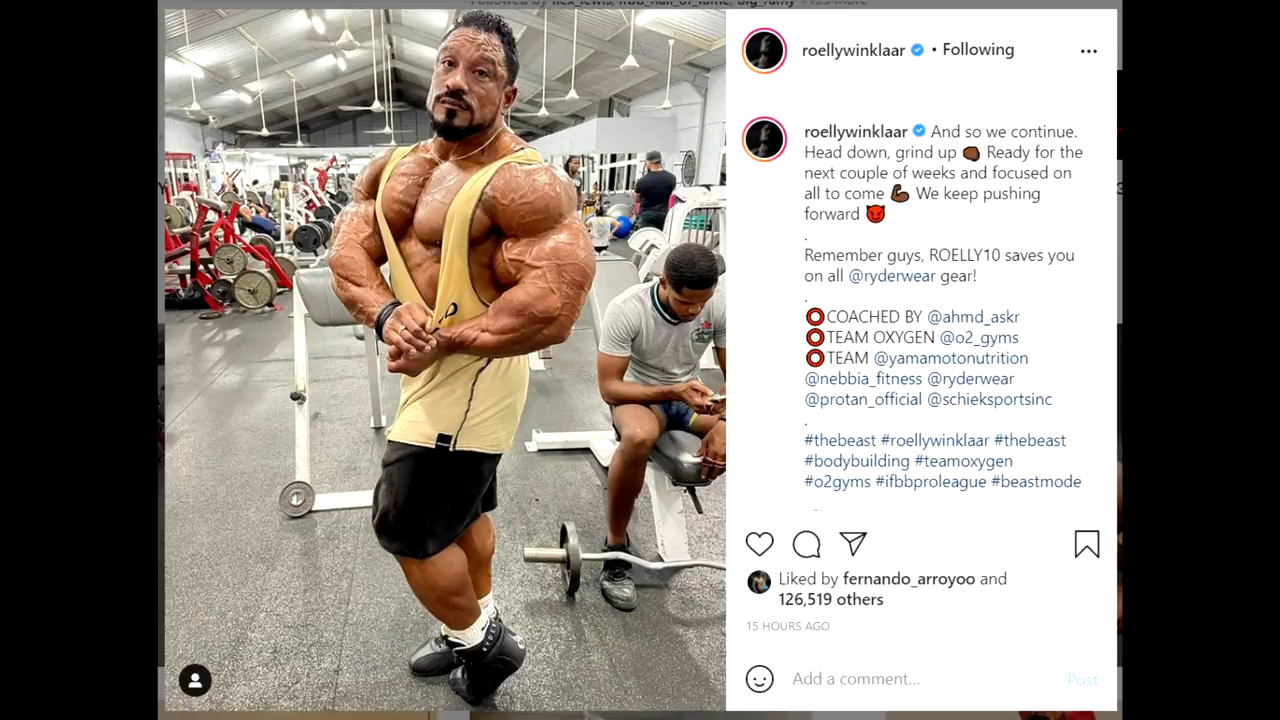 roellywinklaar • Following
roellywinklaar And so we continue.
Head down, grind up 👊🏿 Ready for the
next couple of weeks and focused on
all to come 💪🏿 We keep pushing
forward 😈
.
Remember guys, ROELLY10 saves you
on all @ryderwear gear!
.
⭕COACHED BY @ahmd_askr
⭕TEAM OXYGEN @o2_gyms
⭕TEAM @yamamotonutrition
@nebbia_fitness @ryderwear
@protan_official @schieksportsinc
.
#thebeast #roellywinklaar #thebeast
#bodybuilding #teamoxygen
#o2gyms #ifbbproleague #beastmode
Liked by fernando_arroyoo and
126,519 others
15 HOURS AGO
Add a comment... Post